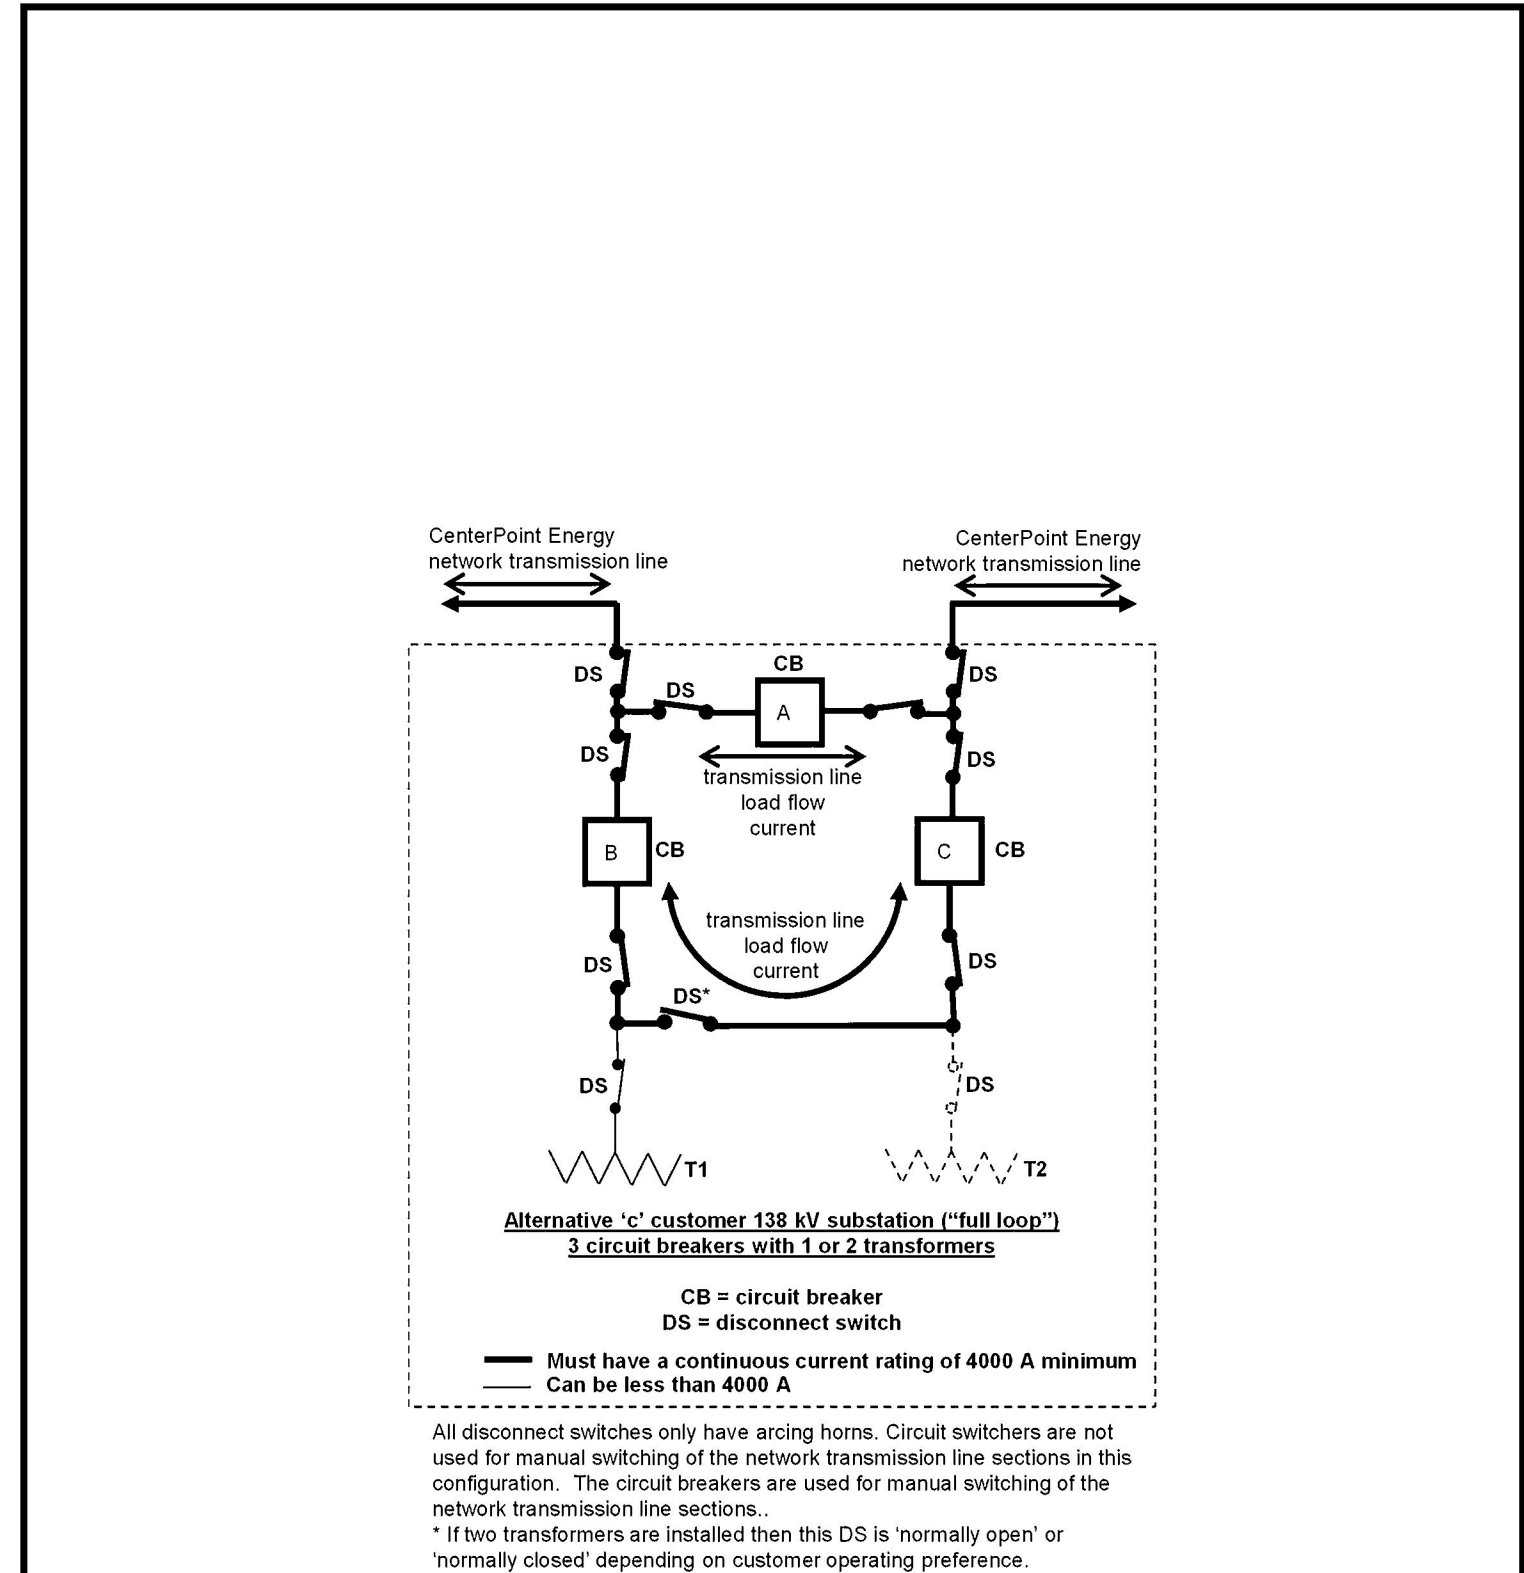 CenterPoint Energy
network transmission line
CenterPoint Energy
network transmission line
DS
DS
CB
A
DS
DS
DS
transmission line
load flow
current
B
CB
C
CB
transmission line
load flow
current
DS
DS
DS*
DS
DS
T1
T2
Alternative ‘c’ customer 138 kV substation (“full loop”)
3 circuit breakers with 1 or 2 transformers
CB = circuit breaker
DS = disconnect switch
Must have a continuous current rating of 4000 A minimum
Can be less than 4000 A
All disconnect switches only have arcing horns. Circuit switchers are not
used for manual switching of the network transmission line sections in this
configuration.  The circuit breakers are used for manual switching of the
network transmission line sections..
* If two transformers are installed then this DS is ‘normally open’ or
‘normally closed’ depending on customer operating preference.